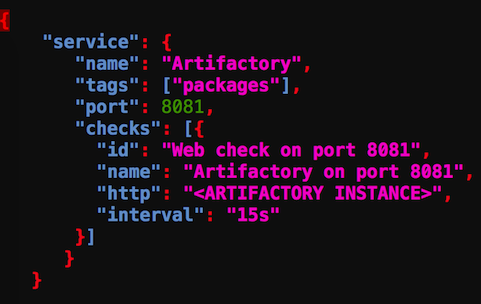 {
"service": {
"name": "Artifactory",
"tags": ["packages"],
"port": 8081,
"checks": [{
"id": "Web check on port 8081",
"name": "Artifactory on port 8081",
"http": "<ARTIFACTORY INSTANCE>",
"interval": "15s"
}]
}
}